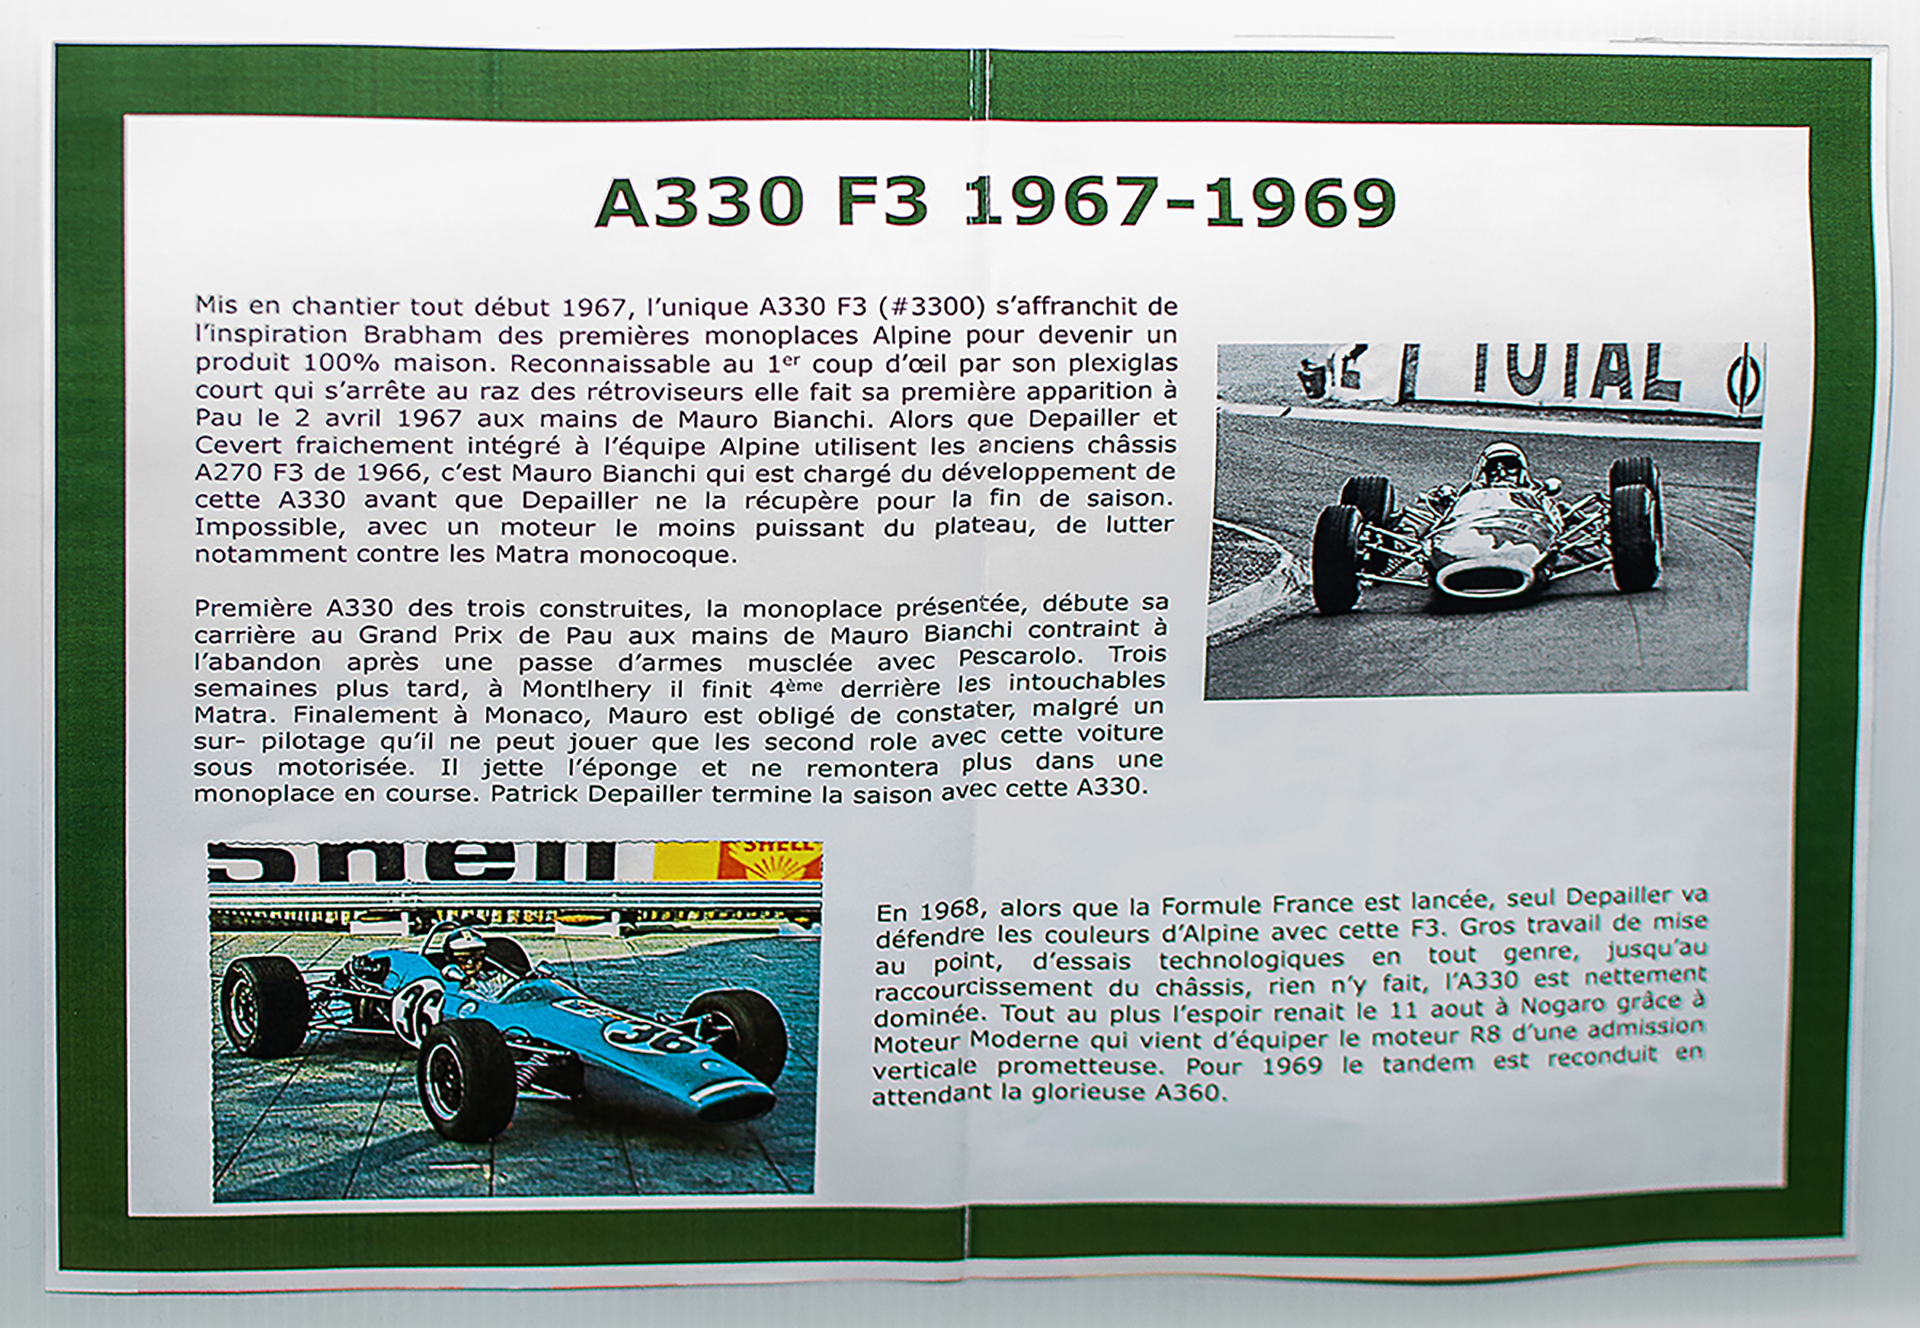 A330 F3 1967-1969
Mis en chantier tout début 1967, l'unique A330 F3 (#3300) s'affranchit de
l'inspiration Brabham des premières monoplaces Alpine pour devenir un
produit 100% maison. Reconnaissable au 1er coup d'œil par son plexiglas
court qui s'arrête au raz des rétroviseurs elle fait sa première apparition à
Pau le 2 avril 1967 aux mains de Mauro Bianchi. Alors que Depailler et
Cevert fraichement intégré à l'équipe Alpine utilisent les anciens châssis
A270 F3 de 1966, c'est Mauro Bianchi qui est chargé du développement de
cette A330 avant que Depailler ne la récupère pour la fin de saison.
Impossible, avec un moteur le moins puissant du plateau, de lutter
notamment contre les Matra monocoque.
TOTAL
Première A330 des trois construites, la monoplace présentée, débute sa
carrière au Grand Prix de Pau aux mains de Mauro Bianchi contraint à
l'abandon après une passe d'armes musclée avec Pescarolo. Trois
semaines plus tard, à Montlhery il finit 4ème derrière les intouchables
Matra. Finalement à Monaco, Mauro est obligé de constater, malgré un
sur- pilotage qu'il ne peut jouer que les second role avec cette voiture
sous motorisée. Il jette l'éponge et ne remontera plus dans une
monoplace en course. Patrick Depailler termine la saison avec cette A330.
Shell
SHELL
36
36
En 1968, alors que la Formule France est lancée, seul Depailler va
défendre les couleurs d'Alpine avec cette F3. Gros travail de mise
au point, d'essais technologiques en tout genre, jusqu'au
raccourcissement du châssis, rien n'y fait, l'A330 est nettement
dominée. Tout au plus l'espoir renait le 11 aout à Nogaro grâce à
Moteur Moderne qui vient d'équiper le moteur R8 d'une admission
verticale prometteuse. Pour 1969 le tandem est reconduit en
attendant la glorieuse A360.